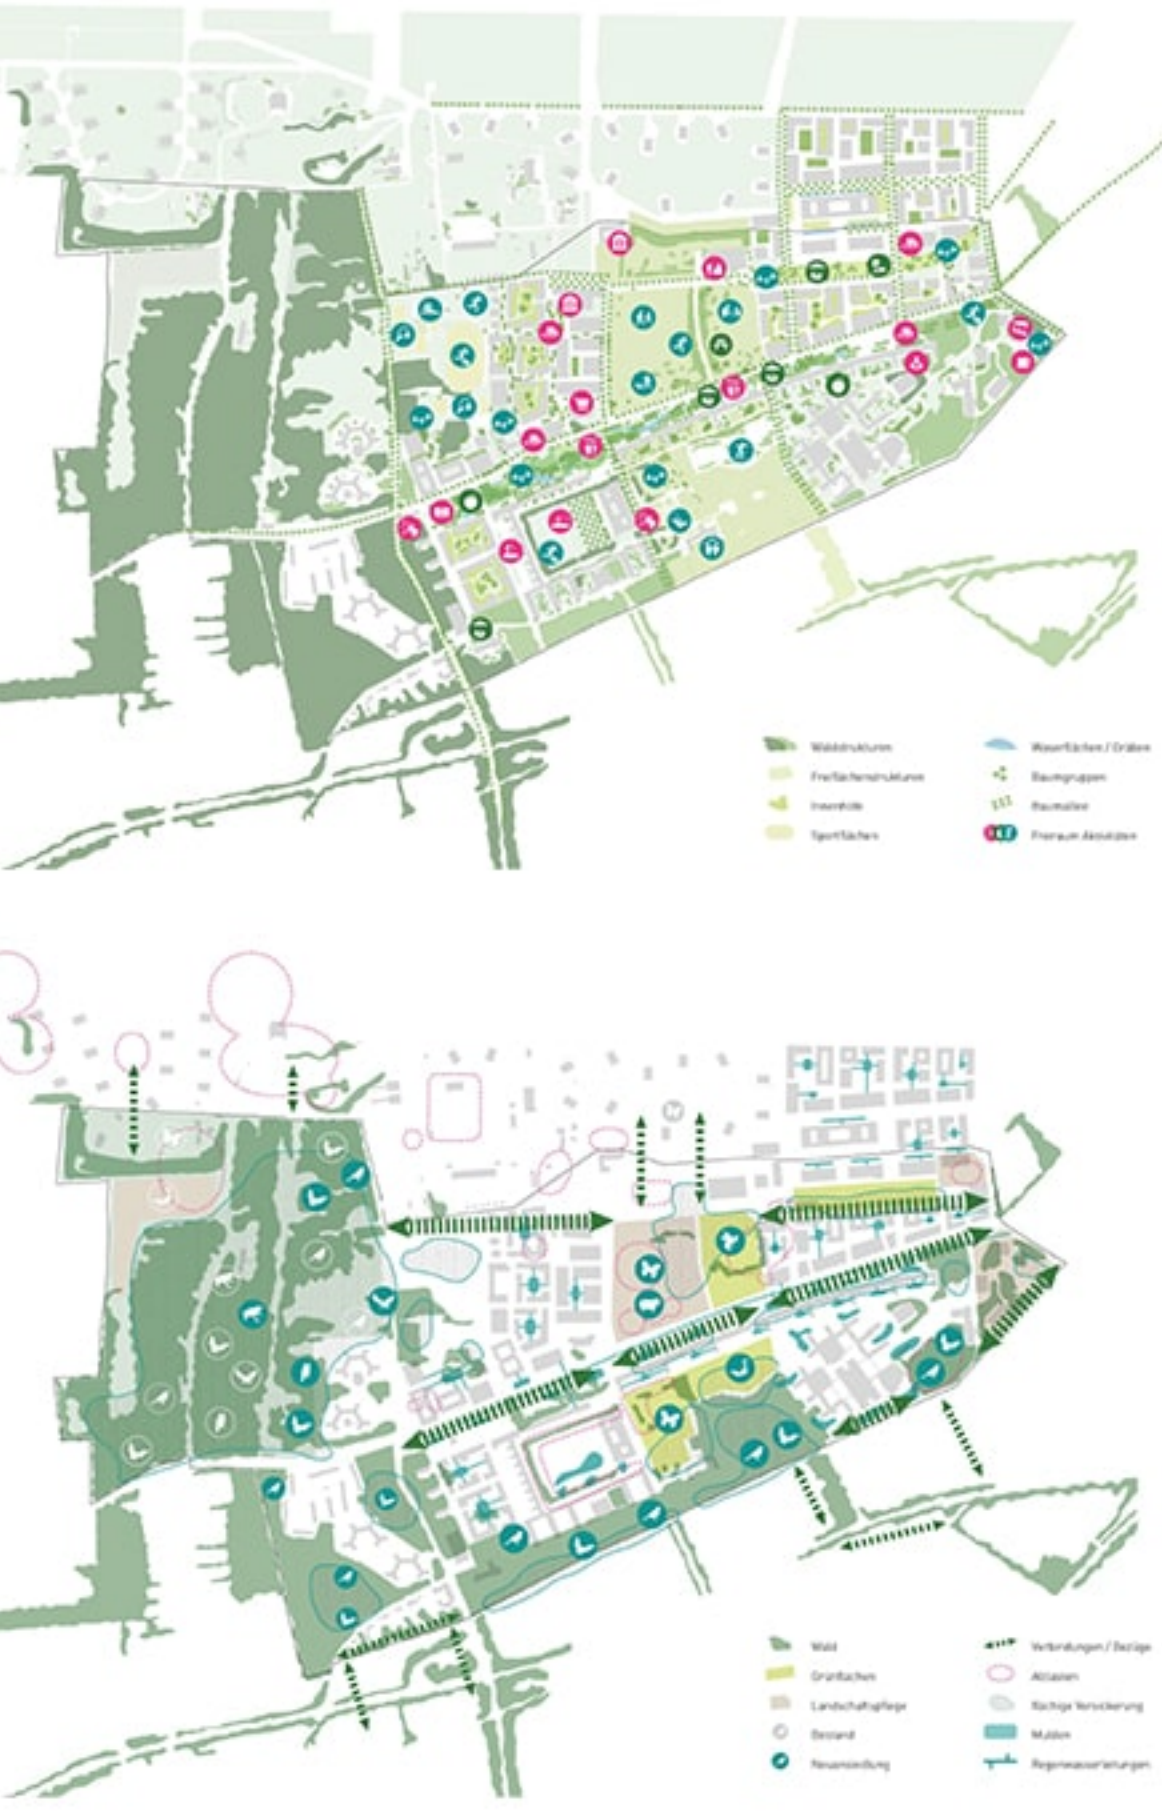 Waldstrukturen
Freiflächenstrukturen
Innenhöfe
Sportflächen
Wasserflächen / Gräben
Baumgruppen
Baumallee
Freiraum Aktivitäten
Wald
Grünflächen
Landschaftspflege
Bestand
Neuansiedlung
Verbindungen / Bezüge
Altlasten
flächige Versickerung
Mulden
Regenwasserleitungen